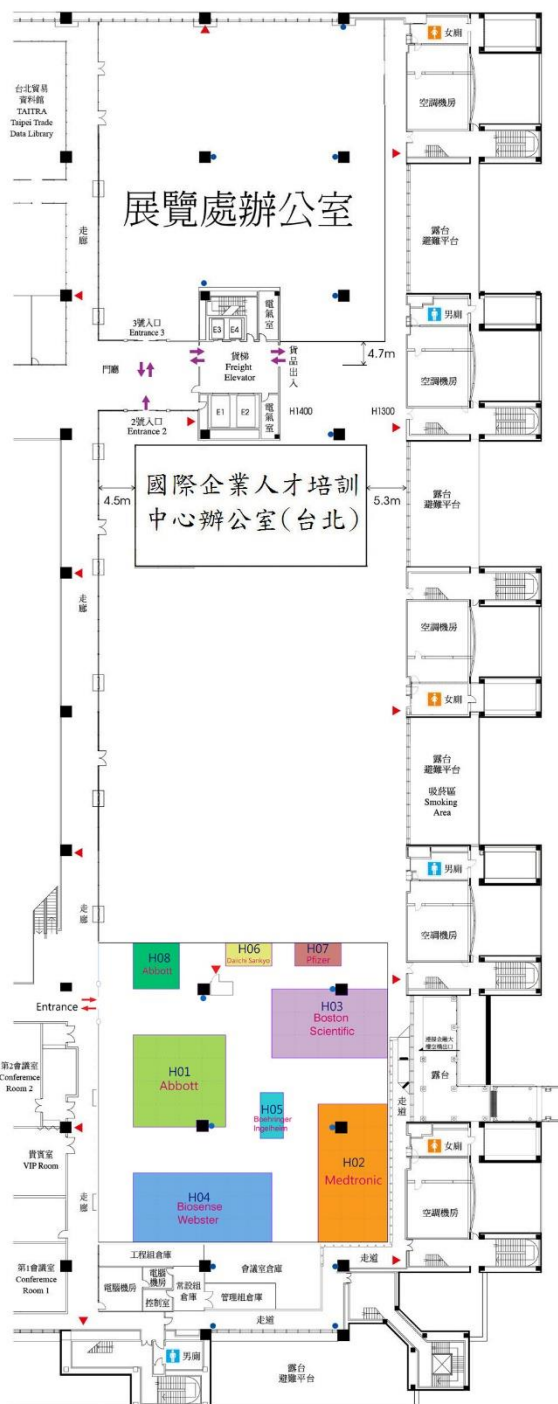 女廁
台北貿易
資料館
TAITRA
Taipei Trade
Data Library
空調機房
走廊
展覽處辦公室
露台
避難平台
電氣室
E3
E4
3號入口
Entrance 3
男廁
門廳
貨梯
Freight
Elevator
貨品出入
4.7m
空調機房
E1
E2
電氣室
H1400
H1300
2號入口
Entrance 2
國際企業人才培訓
中心辦公室(台北)
4.5m
5.3m
露台
避難平台
走廊
空調機房
女廁
露台
避難平台
吸菸區
Smoking
Area
男廁
走廊
空調機房
H08
Abbott
H06
Daiichi Sankyo
H07
Pfizer
Entrance
H03
Boston
Scientific
第2會議室
Conference
Room 2
露台
走道
H01
Abbott
H05
Boehringer
Ingelheim
貴賓室
VIP Room
女廁
H02
Medtronic
走廊
H04
Biosense
Webster
空調機房
工程組倉庫
走道
第1會議室
Conference
Room 1
電腦機房
電腦
機房
常設組
倉庫
會議室倉庫
控制室
管理組倉庫
走道
男廁
露台
避難平台